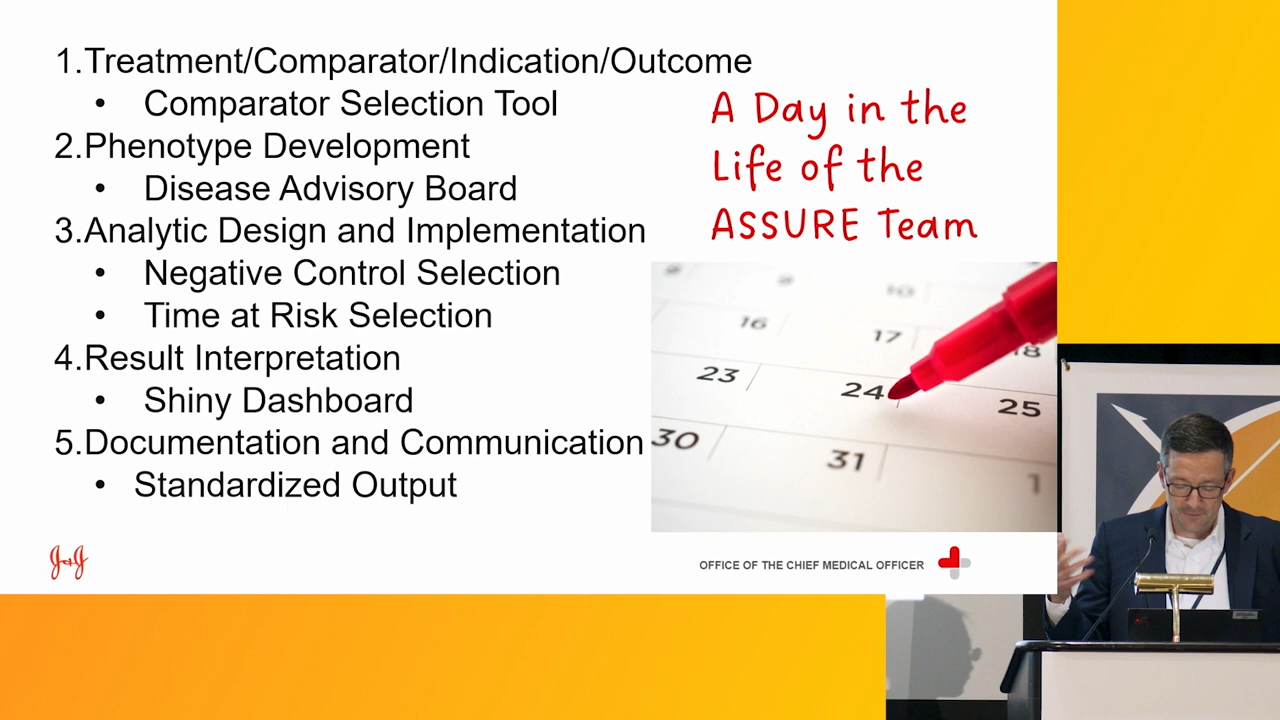 1.Treatment/Comparator/Indication/Outcome
• Comparator Selection Tool
2.Phenotype Development
• Disease Advisory Board
3.Analytic Design and Implementation
• Negative Control Selection
• Time at Risk Selection
4.Result Interpretation
• Shiny Dashboard
5.Documentation and Communication
• Standardized Output
A Day in the
Life of the
ASSURE Team
10
16 17 18
23 24 25
30 31 1
J&J
OFFICE OF THE CHIEF MEDICAL OFFICER